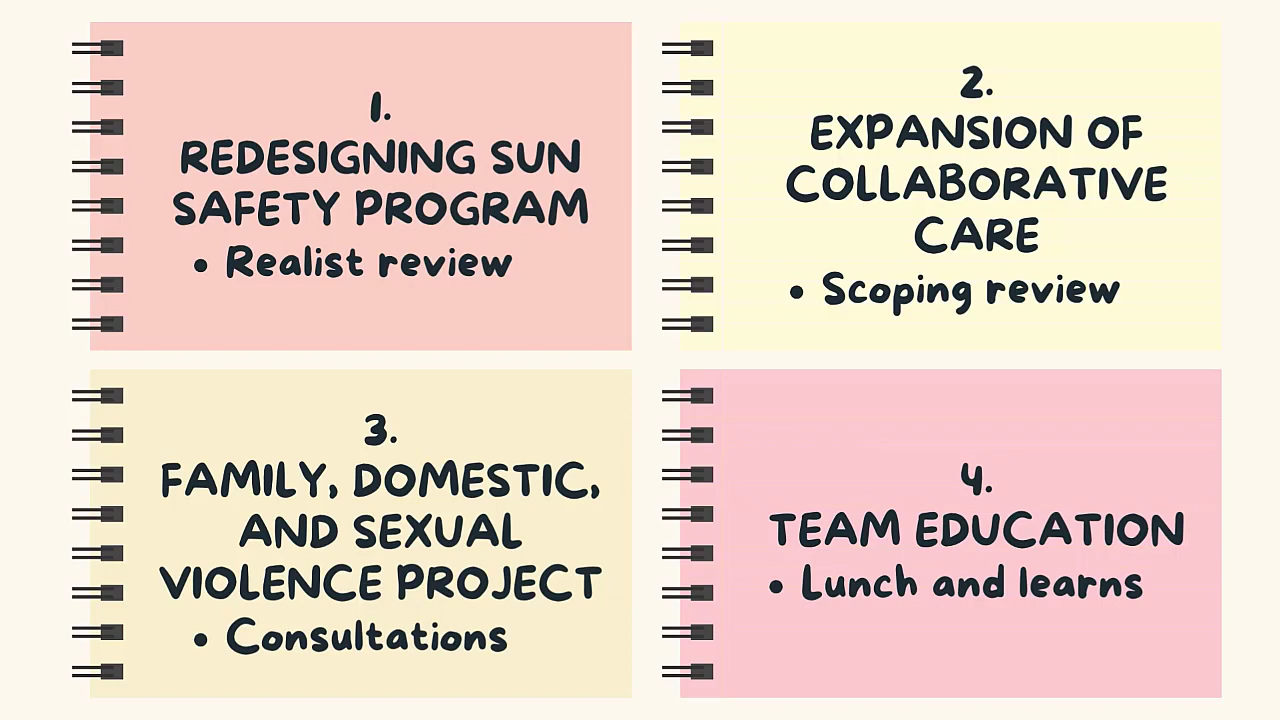 1.
REDESIGNING SUN
SAFETY PROGRAM
• Realist review
2.
EXPANSION OF
COLLABORATIVE
CARE
• Scoping review
3.
FAMILY, DOMESTIC,
AND SEXUAL
VIOLENCE PROJECT
• Consultations
4.
TEAM EDUCATION
• Lunch and learns